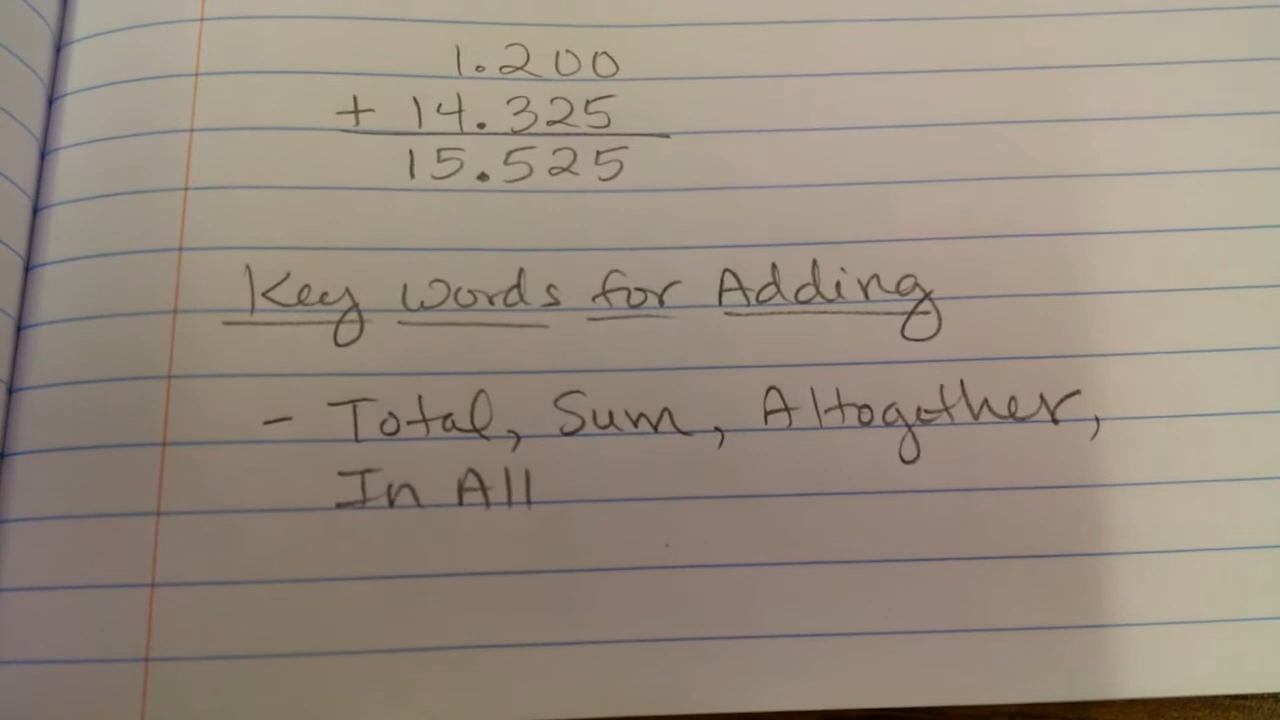 1.200
+ 14.325
15.525
Key Words for Adding
- Total, Sum, Altogether,
In All